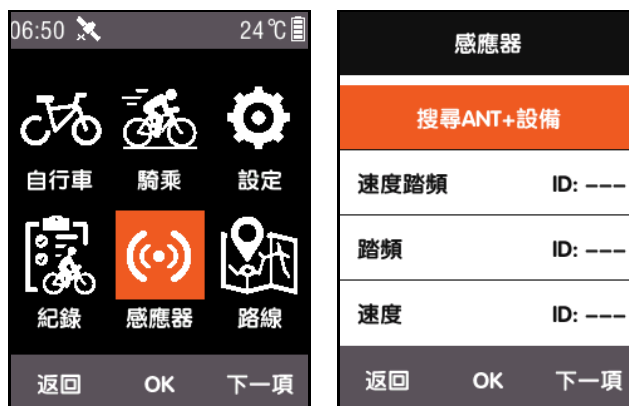 06:50 24℃
自行車 騎乘 設定
紀錄 感應器 路線
返回 OK 下一項
感應器
搜尋ANT+設備
速度踏頻 ID: ---
踏頻 ID: ---
速度 ID: ---
返回 OK 下一項